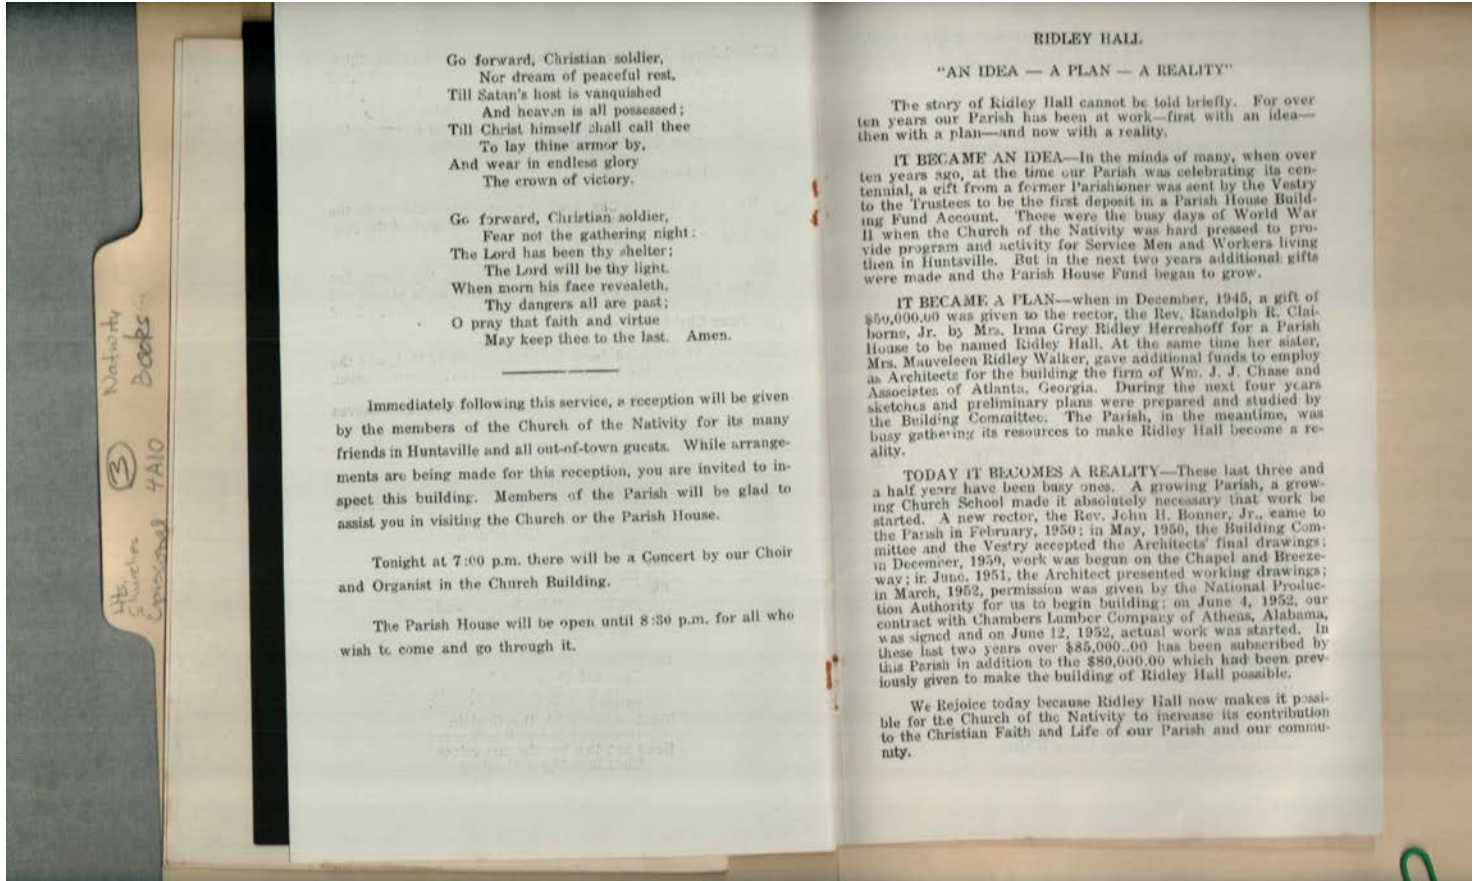 Nativity
Books
3
Hb.
Churches
Episcopal 4A10
Go forward, Christian soldier,
Nor dream of peaceful rest,
Till Satan's host is vanquished
And heaven is all possessed;
Till Christ himself shall call thee
To lay thine armor by,
And wear in endless glory
The crown of victory.
Go forward, Christian soldier,
Fear not the gathering night;
The Lord has been thy shelter;
The Lord will be thy light.
When morn his face revealeth,
Thy dangers all are past;
O pray that faith and virtue
May keep thee to the last. Amen.
Immediately following this service, a reception will be given
by the members of the Church of the Nativity for its many
friends in Huntsville and all out-of-town guests. While arrange-
ments are being made for this reception, you are invited to in-
spect this building. Members of the Parish will be glad to
assist you in visiting the Church or the Parish House.
Tonight at 7:00 p.m. there will be a Concert by our Choir
and Organist in the Church Building.
The Parish House will be open until 8:30 p.m. for all who
wish to come and go through it.
RIDLEY HALL
"AN IDEA — A PLAN — A REALITY"
The story of Ridley Hall cannot be told briefly. For over
ten years our Parish has been at work—first with an idea—
then with a plan—and now with a reality.
IT BECAME AN IDEA—In the minds of many, when over
ten years ago, at the time our Parish was celebrating its cen-
tennial, a gift from a former Parishioner was sent by the Vestry
to the Trustees to be the first deposit in a Parish House Build-
ing Fund Account. Those were the busy days of World War
II when the Church of the Nativity was hard pressed to pro-
vide program and activity for Service Men and Workers living
then in Huntsville. But in the next two years additional gifts
were made and the Parish House Fund began to grow.
IT BECAME A PLAN—when in December, 1945, a gift of
$50,000.00 was given to the rector, the Rev. Randolph R. Clai-
borne, Jr. by Mrs. Irma Grey Ridley Herreshoff for a Parish
House to be named Ridley Hall. At the same time her sister,
Mrs. Mauveleen Ridley Walker, gave additional funds to employ
as Architects for the building the firm of Wm. J. J. Chase and
Associates of Atlanta, Georgia. During the next four years
sketches and preliminary plans were prepared and studied by
the Building Committee. The Parish, in the meantime, was
busy gathering its resources to make Ridley Hall become a re-
ality.
TODAY IT BECOMES A REALITY—These last three and
a half years have been busy ones. A growing Parish, a grow-
ing Church School made it absolutely necessary that work be
started. A new rector, the Rev. John H. Bonner, Jr., came to
the Parish in February, 1950; in May, 1950, the Building Com-
mittee and the Vestry accepted the Architects' final drawings;
in December, 1950, work was begun on the Chapel and Breeze-
way; in June, 1951, the Architect presented working drawings;
in March, 1952, permission was given by the National Produc-
tion Authority for us to begin building; on June 4, 1952, our
contract with Chambers Lumber Company of Athens, Alabama,
was signed and on June 12, 1952, actual work was started. In
these last two years over $85,000..00 has been subscribed by
this Parish in addition to the $80,000.00 which had been prev-
iously given to make the building of Ridley Hall possible.
We Rejoice today because Ridley Hall now makes it possi-
ble for the Church of the Nativity to increase its contribution
to the Christian Faith and Life of our Parish and our commu-
nity.